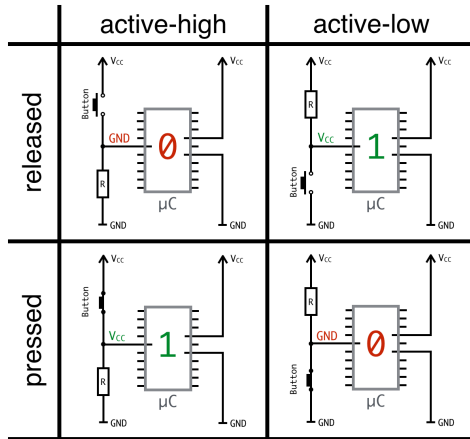 active-high
active-low
released
Vcc
Vcc
Button
GND
0
R
GND
µC
GND
Vcc
Vcc
R
Vcc
1
Button
GND
µC
GND
pressed
Vcc
Vcc
Button
Vcc
1
R
GND
µC
GND
Vcc
Vcc
R
GND
0
Button
GND
µC
GND